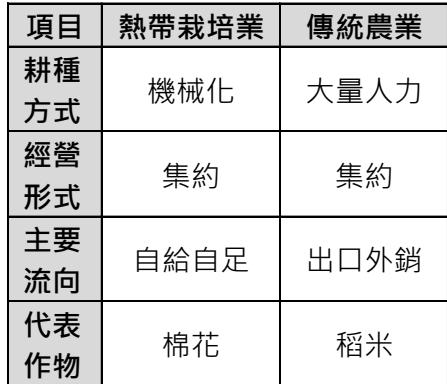 項目 熱帶栽培業 傳統農業
耕種
方式 機械化 大量人力
經營
形式 集約 集約
主要
流向 自給自足 出口外銷
代表
作物 棉花 稻米